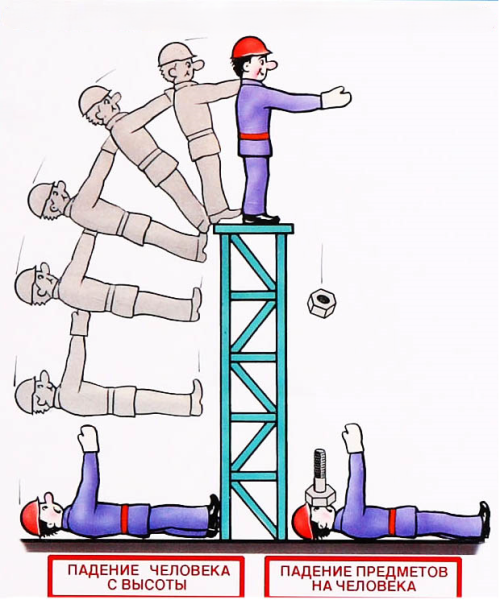 ПАДЕНИЕ ЧЕЛОВЕКА
С ВЫСОТЫ
ПАДЕНИЕ ПРЕДМЕТОВ
НА ЧЕЛОВЕКА